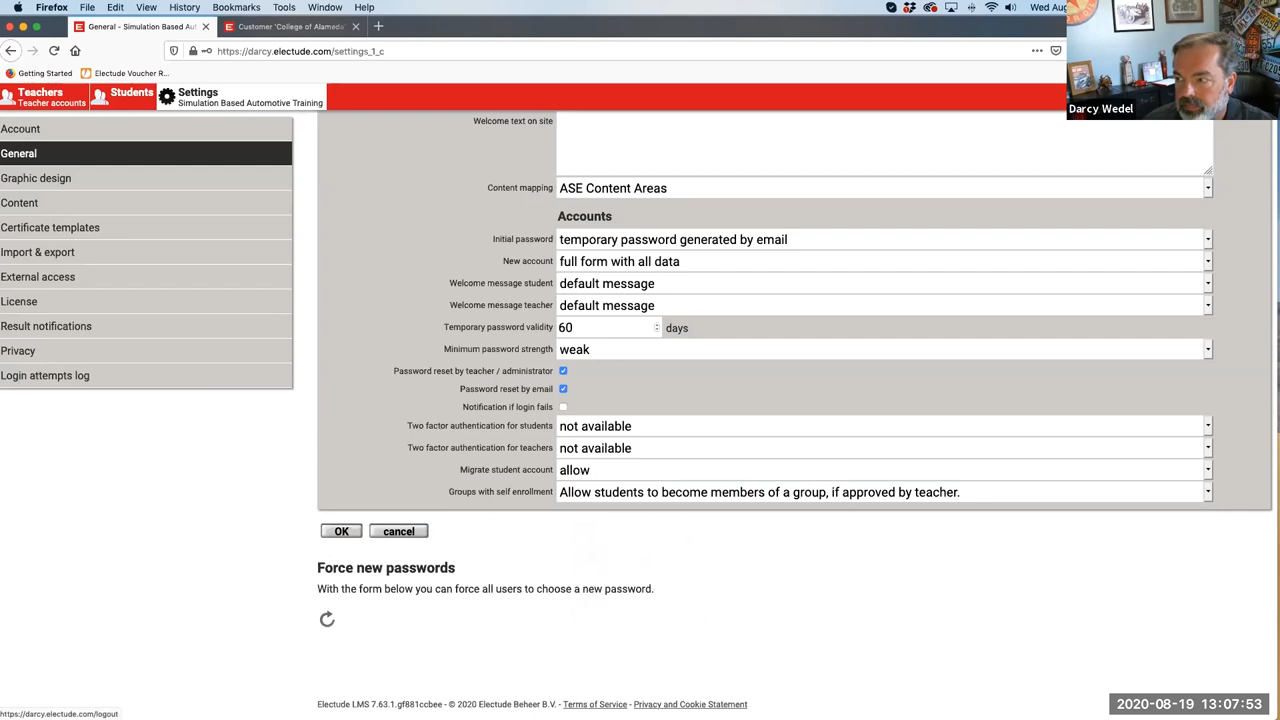 Firefox File Edit View History Bookmarks Tools Window Help
Wed Aug
General - Simulation Based Au
Customer 'College of Alameda'
https://darcy.electude.com/settings_1_c
Getting Started
Electude Voucher R...
Teachers
Teacher accounts
Students
Settings
Simulation Based Automotive Training
Darcy Wedel
Account
General
Graphic design
Content
Certificate templates
Import & export
External access
License
Result notifications
Privacy
Login attempts log
Welcome text on site
Content mapping ASE Content Areas
Accounts
Initial password temporary password generated by email
New account full form with all data
Welcome message student default message
Welcome message teacher default message
Temporary password validity 60 days
Minimum password strength weak
Password reset by teacher / administrator
Password reset by email
Notification if login fails
Two factor authentication for students not available
Two factor authentication for teachers not available
Migrate student account allow
Groups with self enrollment Allow students to become members of a group, if approved by teacher.
OK cancel
Force new passwords
With the form below you can force all users to choose a new password.
Electude LMS 7.63.1.gf881ccbee - © 2020 Electude Beheer B.V. - Terms of Service - Privacy and Cookie Statement
https://darcy.electude.com/logout
2020-08-19 13:07:53